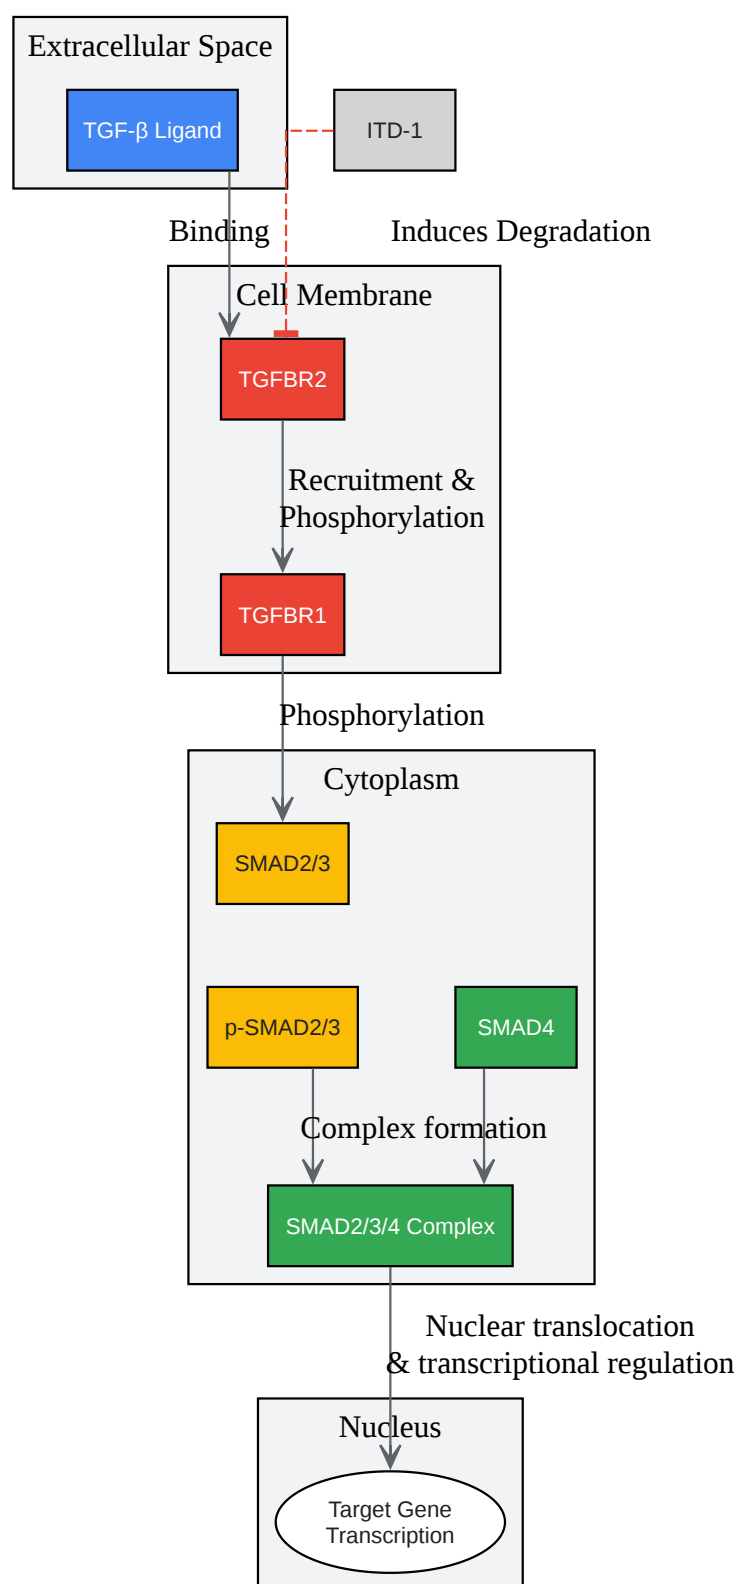 Extracellular Space
TGF-β Ligand
ITD-1
Binding
Induces Degradation
Cell Membrane
TGFBR2
Recruitment &
Phosphorylation
TGFBR1
Phosphorylation
Cytoplasm
SMAD2/3
p-SMAD2/3
SMAD4
Complex formation
SMAD2/3/4 Complex
Nuclear translocation
& transcriptional regulation
Nucleus
Target Gene
Transcription